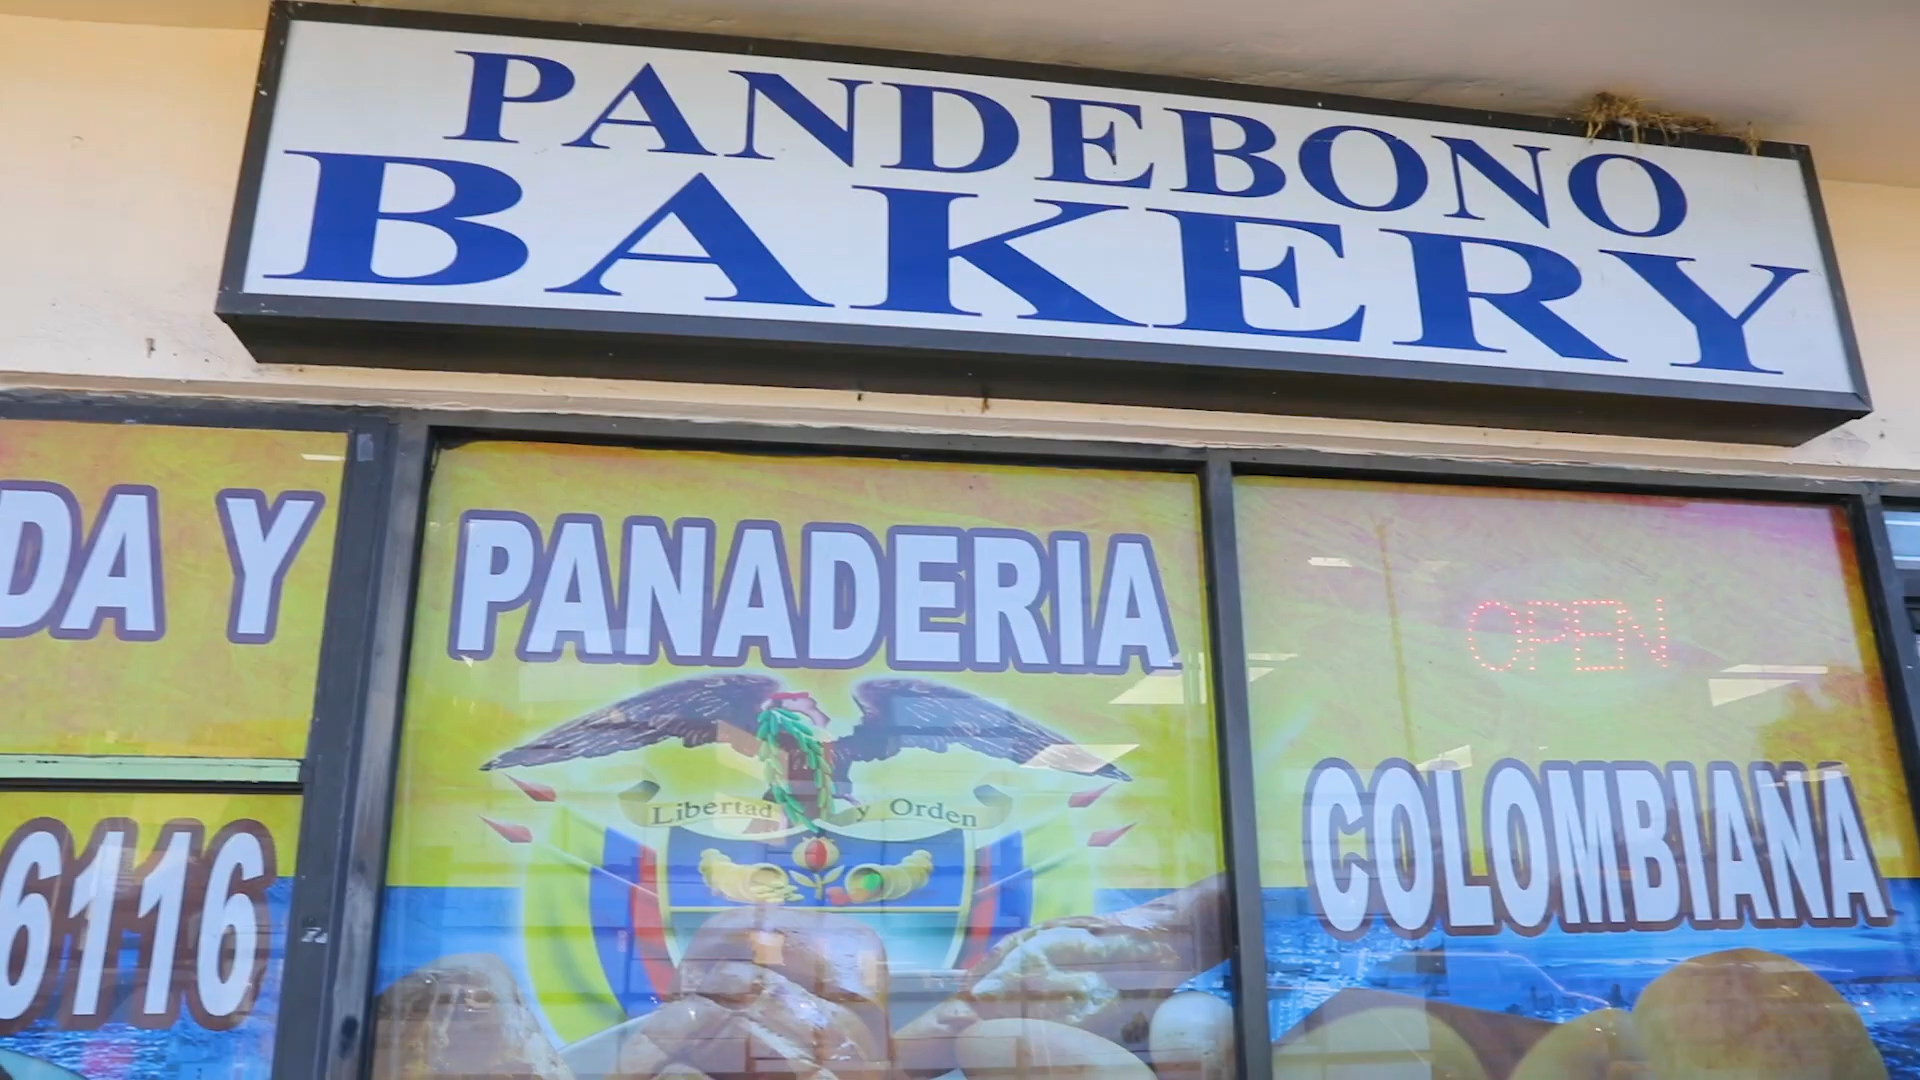 PANDEBONO
BAKERY
DA Y
PANADERIA
OPEN
Libertad y Orden
COLOMBIANA
6116